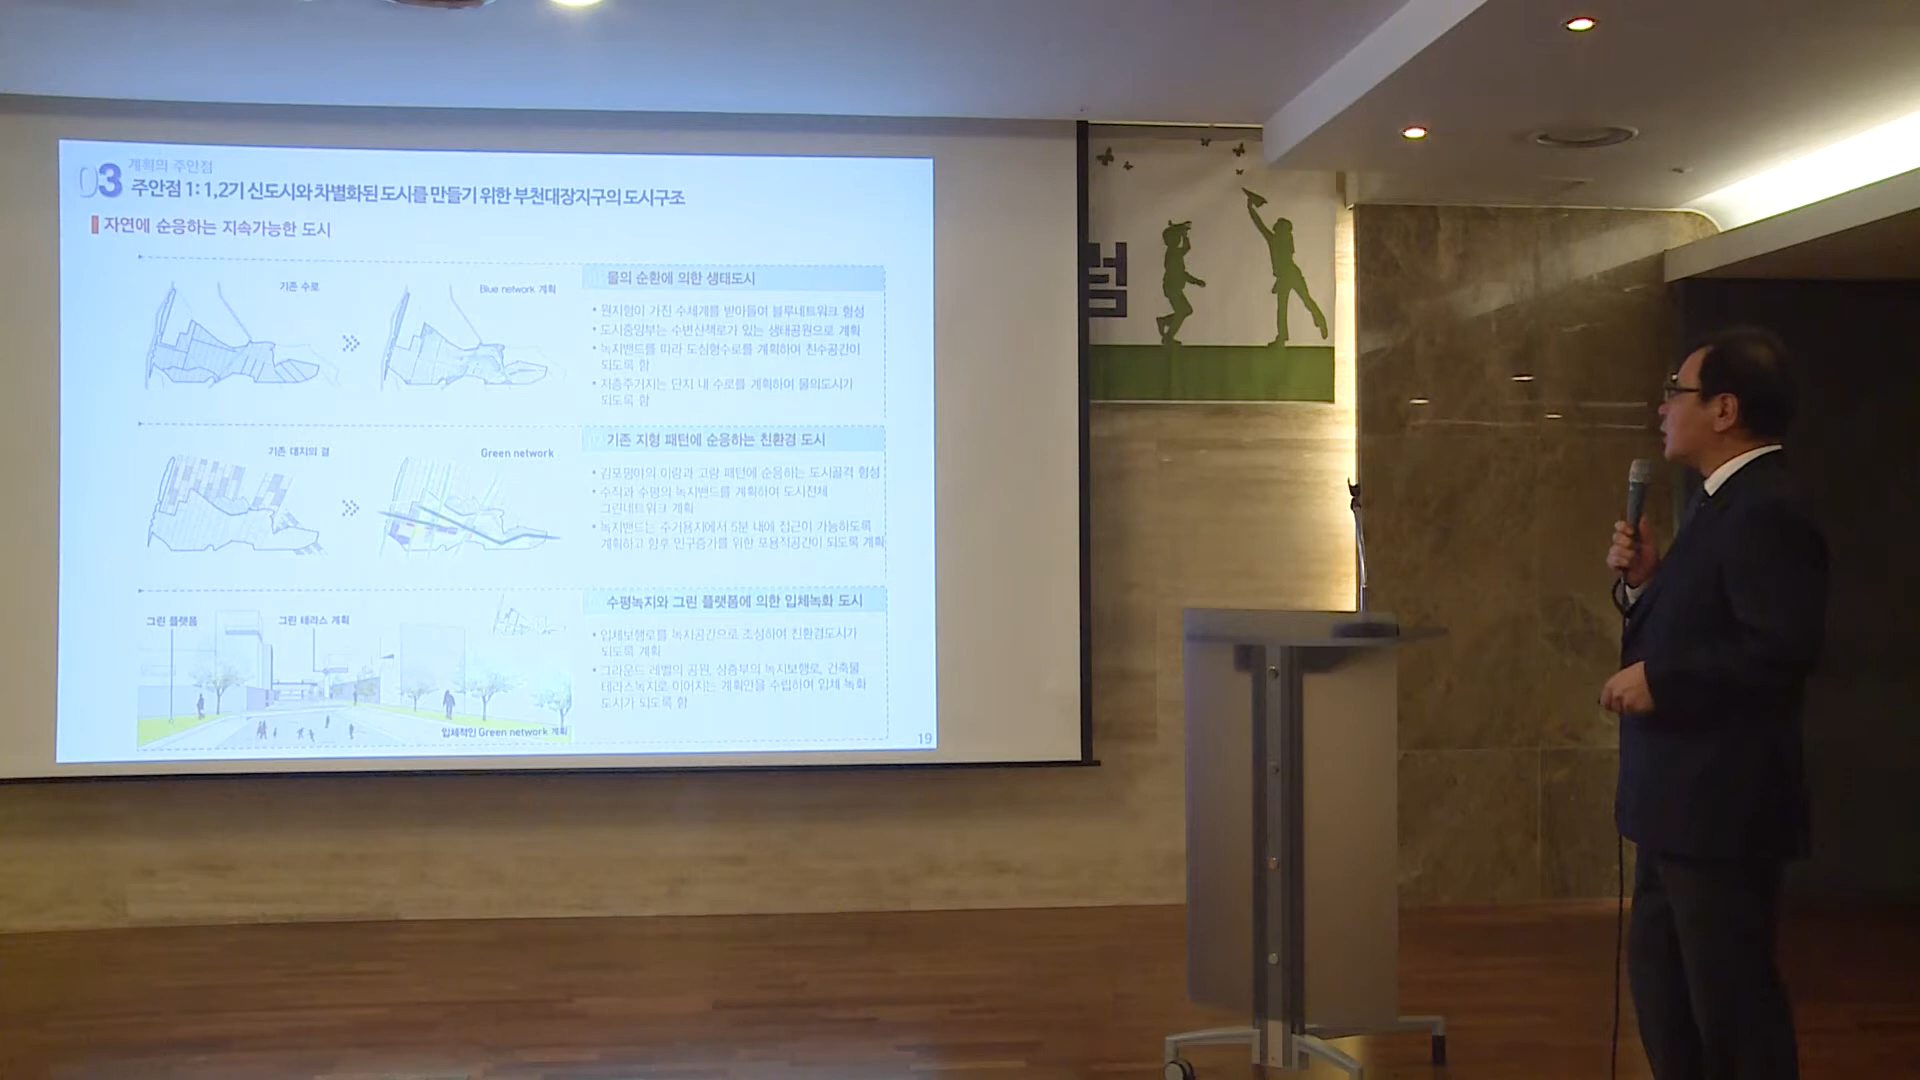 03
계획의 주안점
주안점 1: 1,2기 신도시와 차별화된 도시를 만들기 위한 부천대장지구의 도시구조
자연에 순응하는 지속가능한 도시
기존 수로
Blue network 계획
물의 순환에 의한 생태도시
• 원지형이 가진 수체계를 받아들여 블루네트워크 형성
• 도시중앙부는 수변산책로가 있는 생태공원으로 계획
• 녹지밴드를 따라 도심형수로를 계획하여 친수공간이
되도록 함
• 저층주거지는 단지 내 수로를 계획하여 물의도시가
되도록 함
기존 대지의 결
Green network
기존 지형 패턴에 순응하는 친환경 도시
• 김포평야의 이랑과 고랑 패턴에 순응하는 도시골격 형성
• 수직과 수평의 녹지밴드를 계획하여 도시전체
그린네트워크 계획
• 녹지밴드는 주거용지에서 5분 내에 접근이 가능하도록
계획하고 향후 인구증가를 위한 포용적공간이 되도록 계획
그린 플랫폼
그린 테라스 계획
입체적인 Green network 계획
수평녹지와 그린 플랫폼에 의한 입체녹화 도시
• 입체보행로를 녹지공간으로 조성하여 친환경도시가
되도록 계획
• 그라운드 레벨의 공원, 상층부의 녹지보행로, 건축물
테라스녹지로 이어지는 계획안을 수립하여 입체 녹화
도시가 되도록 함
19
럼